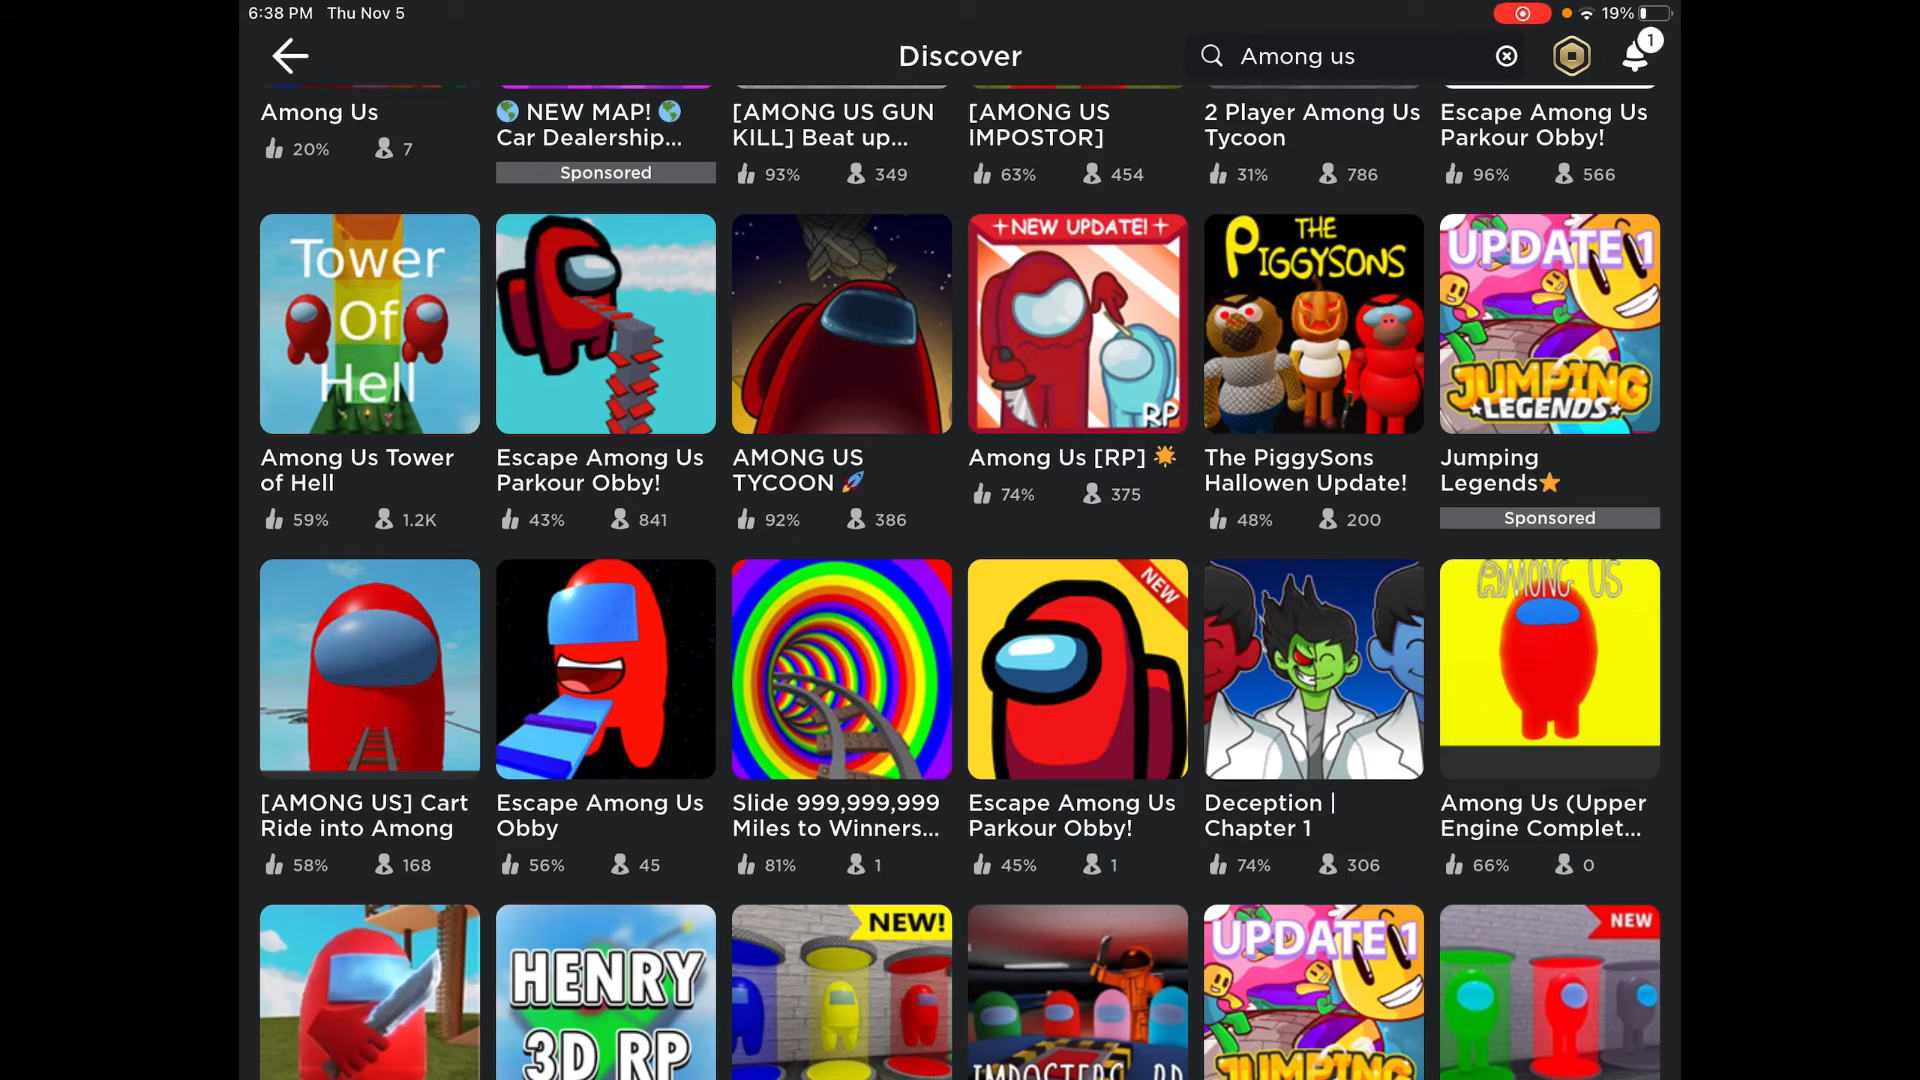 6:38 PM Thu Nov 5
19%
Discover
Among us
1
Among Us
20% 7
🌎 NEW MAP! 🌎
Car Dealership...
Sponsored
[AMONG US GUN
KILL] Beat up...
93% 349
[AMONG US
IMPOSTOR]
63% 454
2 Player Among Us
Tycoon
31% 786
Escape Among Us
Parkour Obby!
96% 566
Tower
Of
Hell
Among Us Tower
of Hell
59% 1.2K
Escape Among Us
Parkour Obby!
43% 841
AMONG US
TYCOON 🚀
92% 386
NEW UPDATE!
RP
Among Us [RP] 🌟
74% 375
THE
PIGGYSONS
The PiggySons
Hallowen Update!
48% 200
UPDATE 1
JUMPING
LEGENDS
Jumping
Legends⭐
Sponsored
[AMONG US] Cart
Ride into Among
58% 168
Escape Among Us
Obby
56% 45
Slide 999,999,999
Miles to Winners...
81% 1
NEW
Escape Among Us
Parkour Obby!
45% 1
Deception |
Chapter 1
74% 306
AMONG US
Among Us (Upper
Engine Complet...
66% 0
HENRY
3D RP
NEW!
IMPOSTERS RP
UPDATE 1
JUMPING
NEW